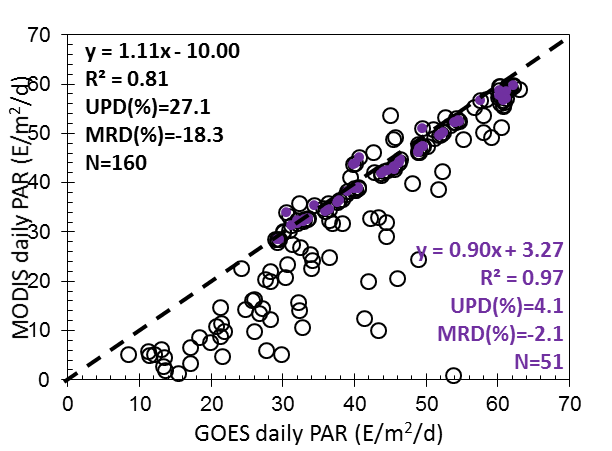 y = 1.11x - 10.00
R² = 0.81
UPD(%)=27.1
MRD(%)=-18.3
N=160
y = 0.90x + 3.27
R² = 0.97
UPD(%)=4.1
MRD(%)=-2.1
N=51
MODIS daily PAR (E/m²/d)
70
60
50
40
30
20
10
0
0 10 20 30 40 50 60 70
GOES daily PAR (E/m²/d)